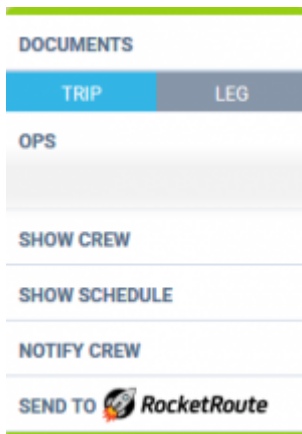 DOCUMENTS
TRIP LEG
OPS
SHOW CREW
SHOW SCHEDULE
NOTIFY CREW
SEND TO RocketRoute